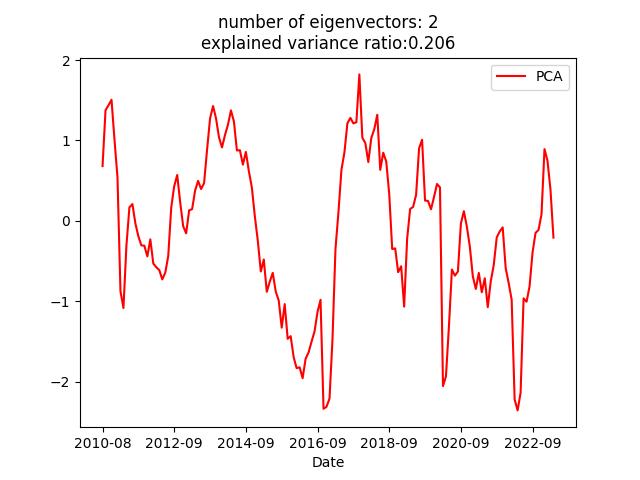 number of eigenvectors: 2
explained variance ratio:0.206
PCA
2
1
0
−1
−2
2010-08 2012-09 2014-09 2016-09 2018-09 2020-09 2022-09
Date